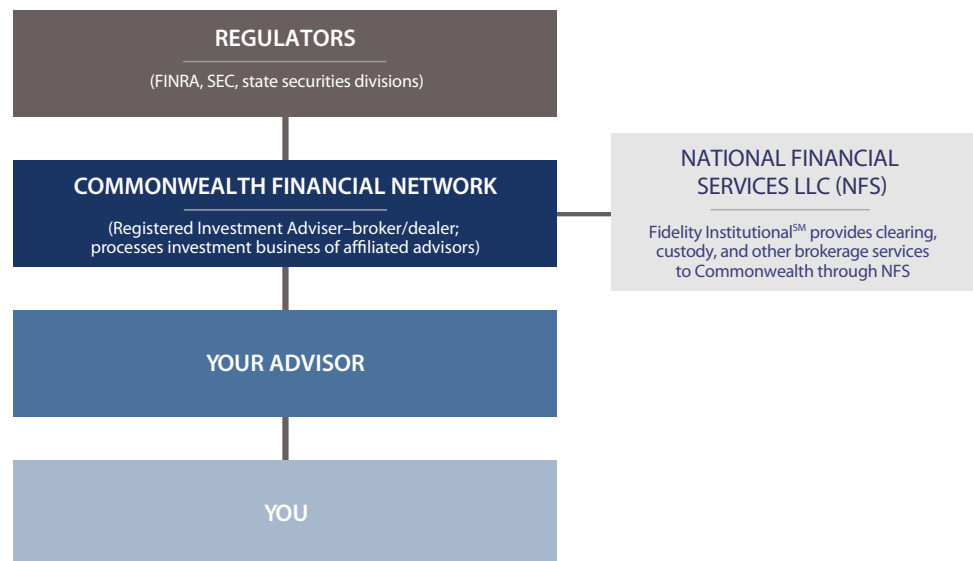 REGULATORS
(FINRA, SEC, state securities divisions)
COMMONWEALTH FINANCIAL NETWORK
(Registered Investment Adviser–broker/dealer;
processes investment business of affiliated advisors)
NATIONAL FINANCIAL
SERVICES LLC (NFS)
Fidelity Institutional℠ provides clearing,
custody, and other brokerage services
to Commonwealth through NFS
YOUR ADVISOR
YOU